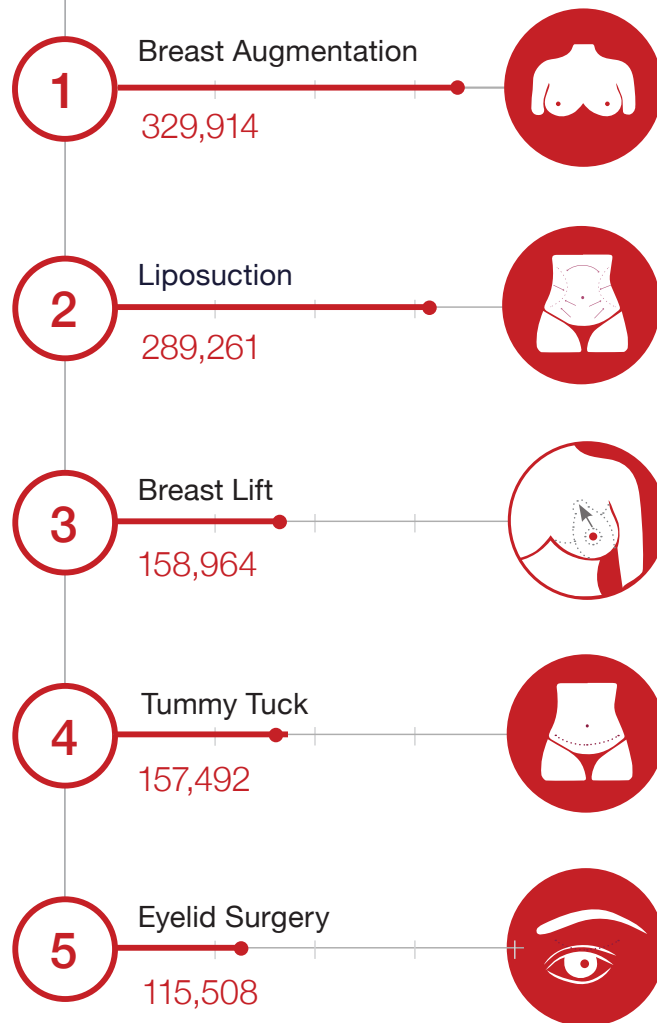 1
Breast Augmentation
329,914
2
Liposuction
289,261
3
Breast Lift
158,964
4
Tummy Tuck
157,492
5
Eyelid Surgery
115,508